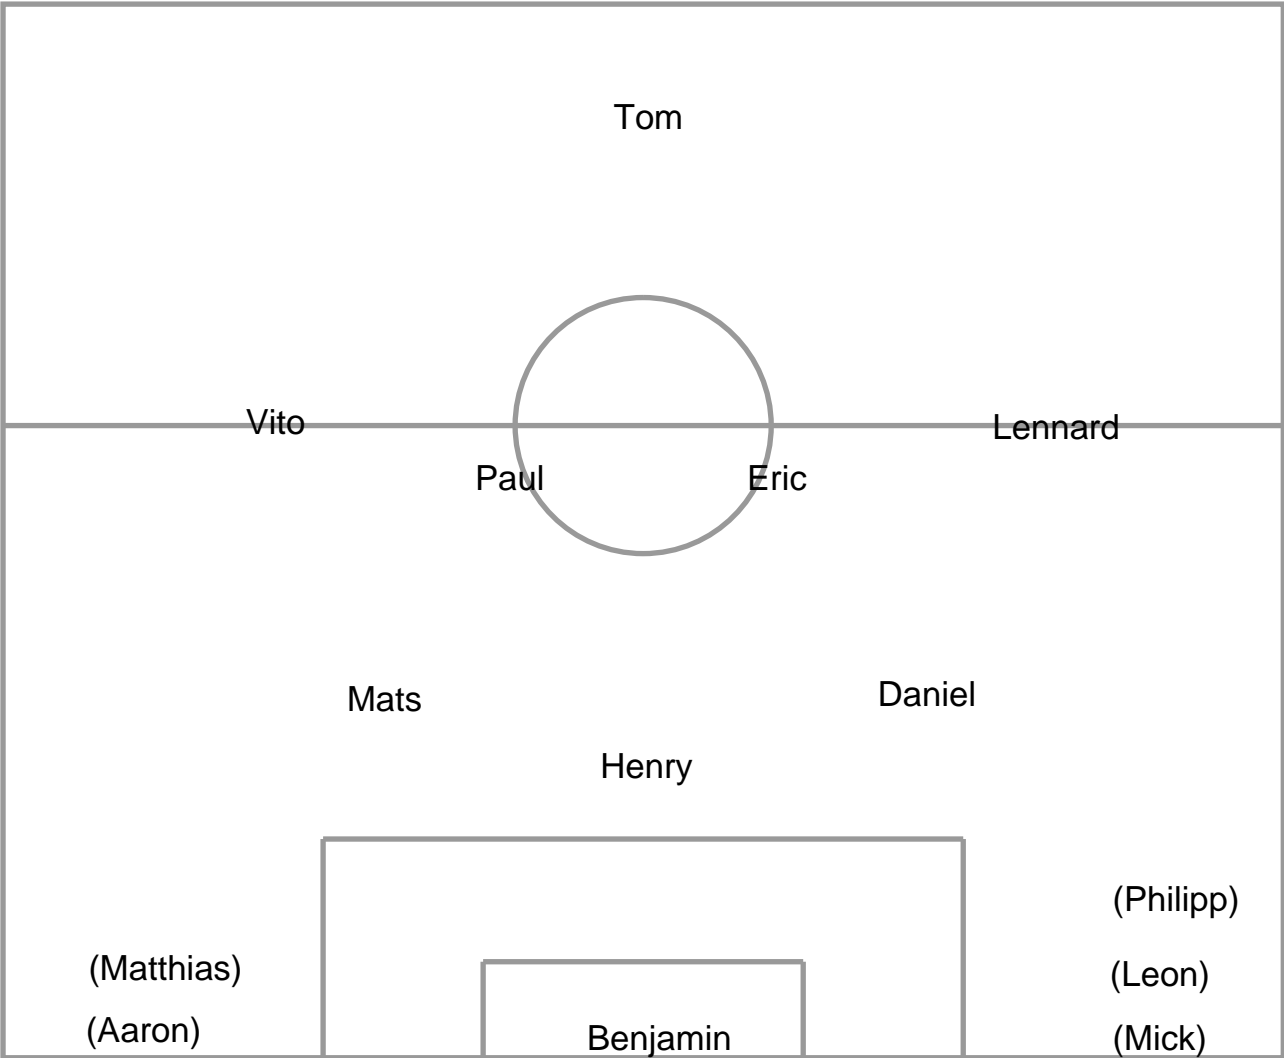 Tom
Vito
Lennard
Paul
Eric
Mats
Daniel
Henry
(Philipp)
(Matthias)
(Leon)
(Aaron)
Benjamin
(Mick)